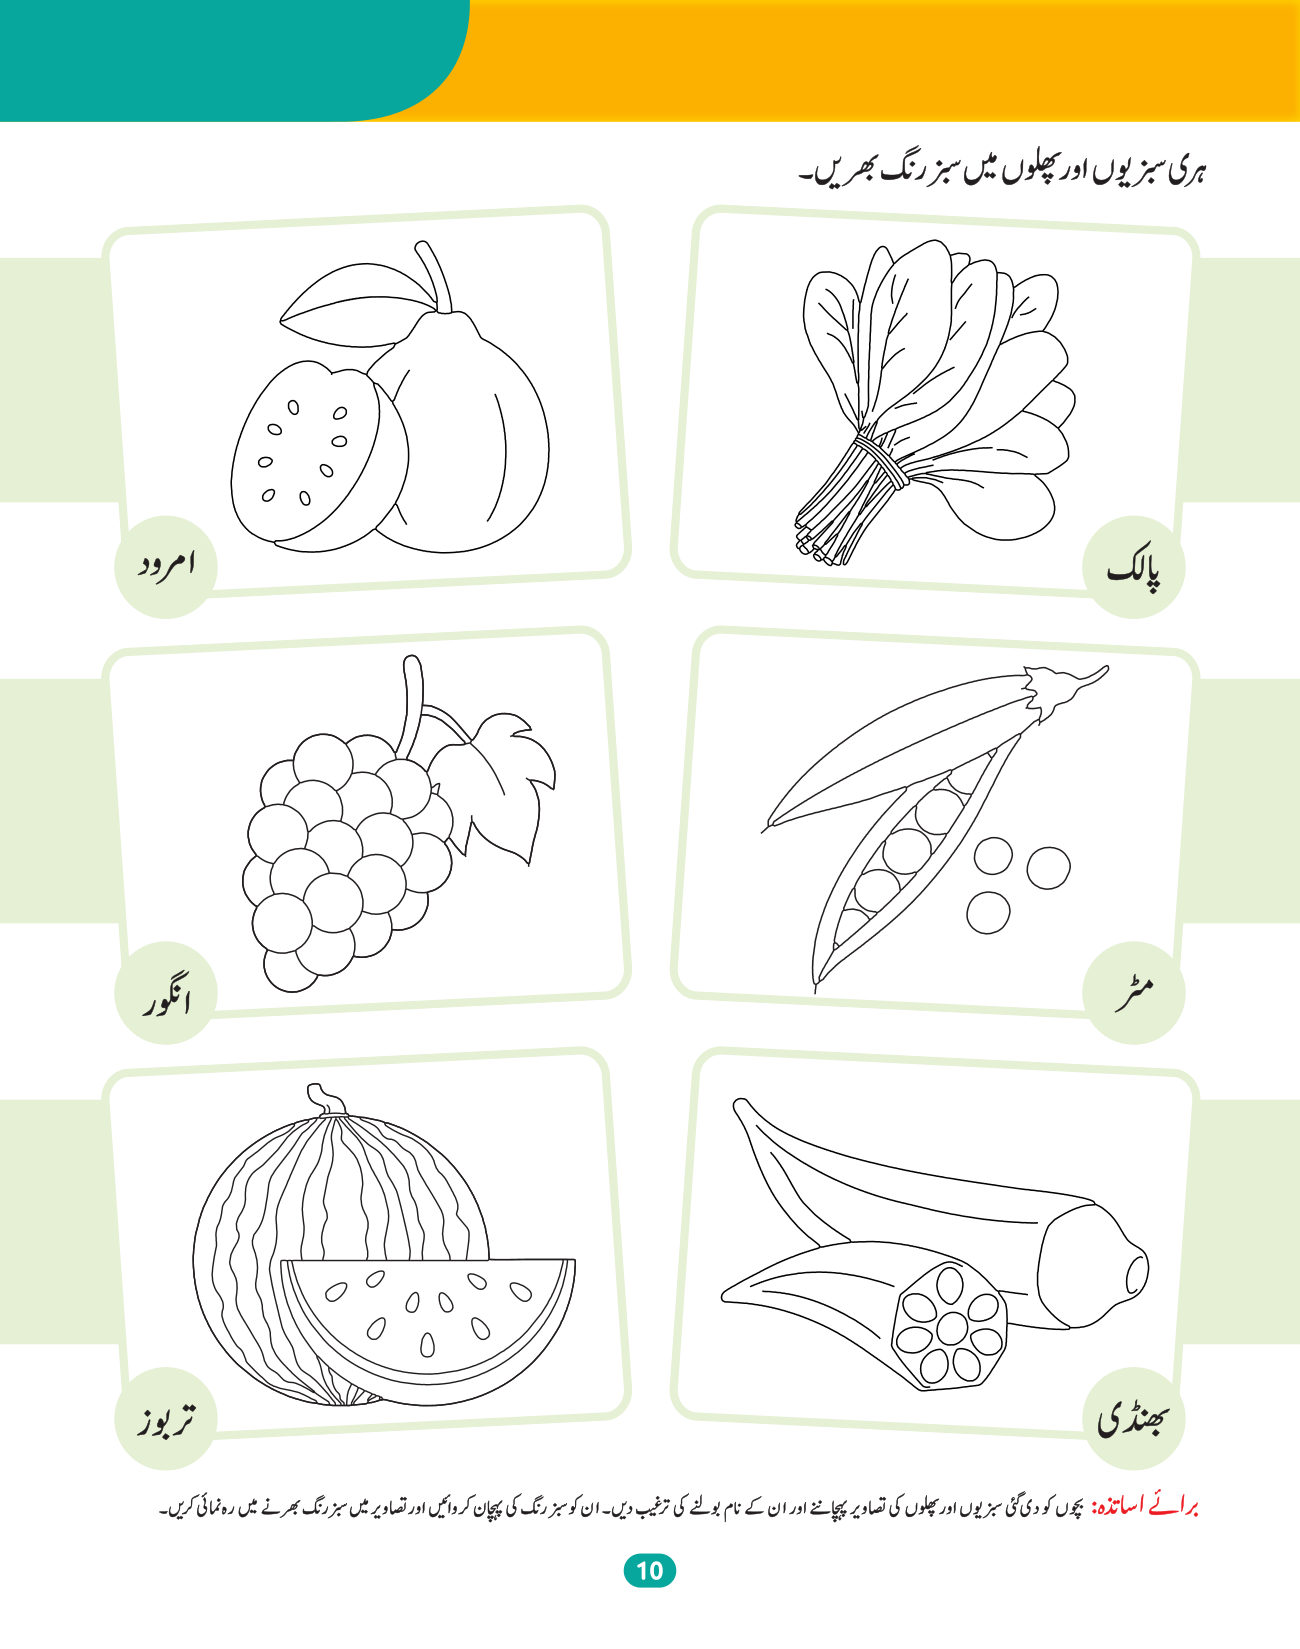 ہری سبزیوں اور پھلوں میں سبز رنگ بھریں۔
پالک
امرود
مٹر
انگور
بھنڈی
تربوز
برائے اساتذہ: بچوں کو دی گئی سبزیوں اور پھلوں کی تصاویر پہچاننے اور ان کے نام بولنے کی ترغیب دیں۔ ان کو سبز رنگ کی پہچان کروائیں اور تصاویر میں سبز رنگ بھرنے میں رہ نمائی کریں۔
10